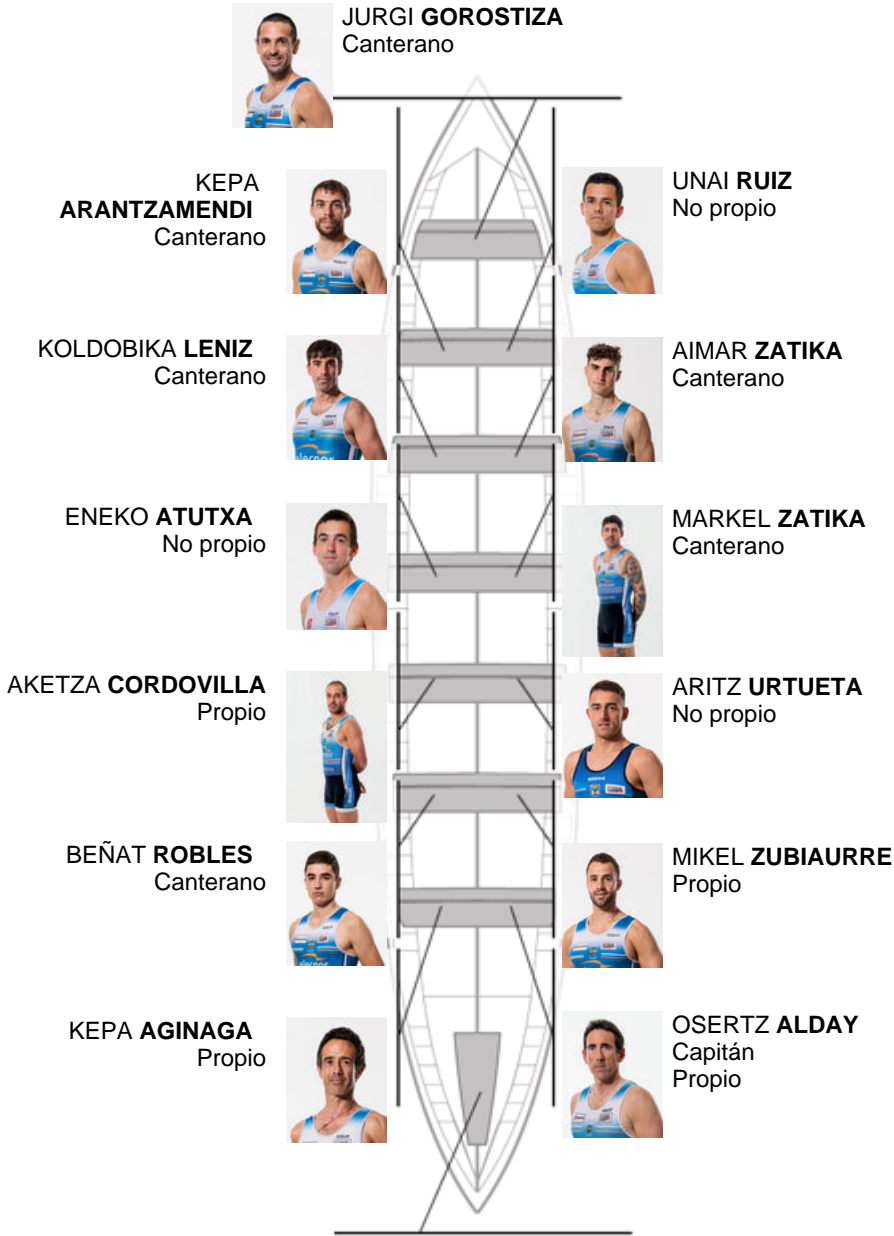 JURGI GOROSTIZA
Canterano
KEPA
ARANTZAMENDI
Canterano
UNAI RUIZ
No propio
KOLDOBIKA LENIZ
Canterano
AIMAR ZATIKA
Canterano
ENEKO ATUTXA
No propio
MARKEL ZATIKA
Canterano
AKETZA CORDOVILLA
Propio
ARITZ URTUETA
No propio
BEÑAT ROBLES
Canterano
MIKEL ZUBIAURRE
Propio
KEPA AGINAGA
Propio
OSERTZ ALDAY
Capitán
Propio